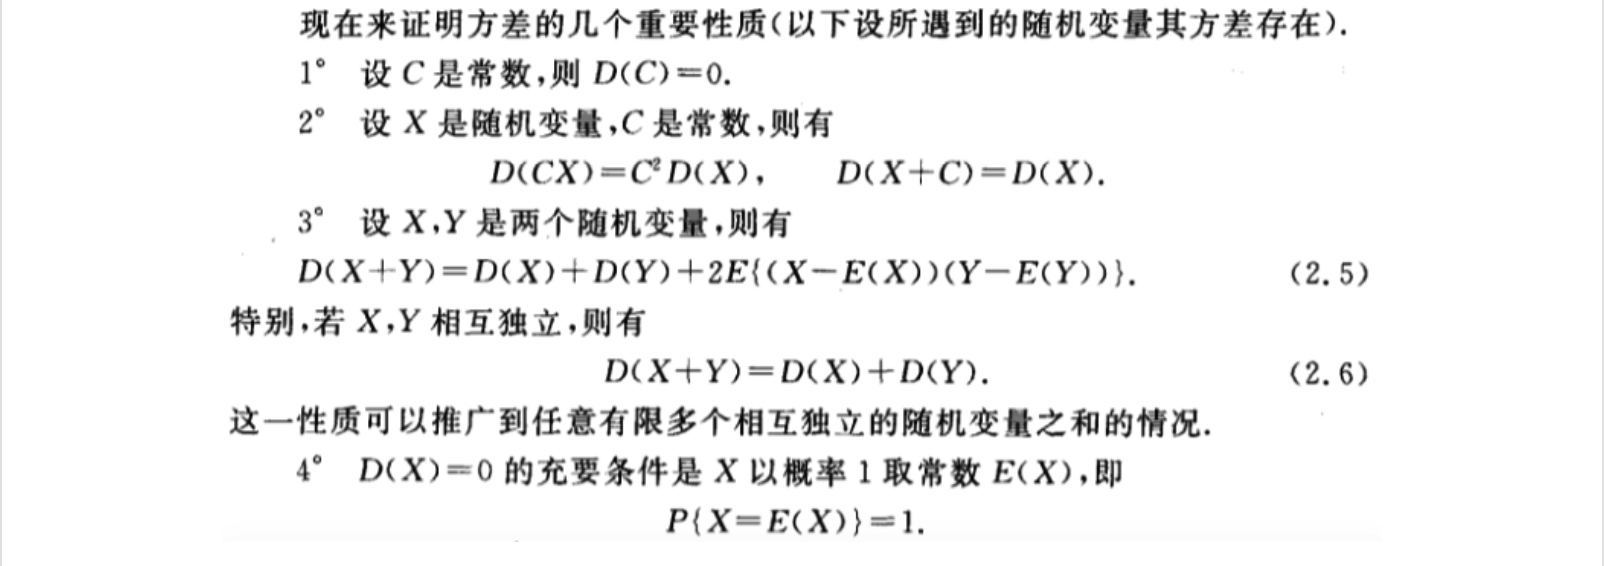 现在来证明方差的几个重要性质(以下设所遇到的随机变量其方差存在).
1° 设 C 是常数,则 D(C)=0.
2° 设 X 是随机变量,C 是常数,则有
D(CX)=C²D(X), D(X+C)=D(X).
3° 设 X,Y 是两个随机变量,则有
D(X+Y)=D(X)+D(Y)+2E{(X-E(X))(Y-E(Y))}. (2.5)
特别,若 X,Y 相互独立,则有
D(X+Y)=D(X)+D(Y). (2.6)
这一性质可以推广到任意有限多个相互独立的随机变量之和的情况.
4° D(X)=0 的充要条件是 X 以概率 1 取常数 E(X),即
P{X=E(X)}=1.